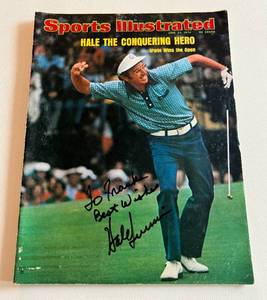 Sports Illustrated
HALE THE CONQUERING HERO
Irwin Wins the Open
To Frank
Best Wishes
Hale Irwin